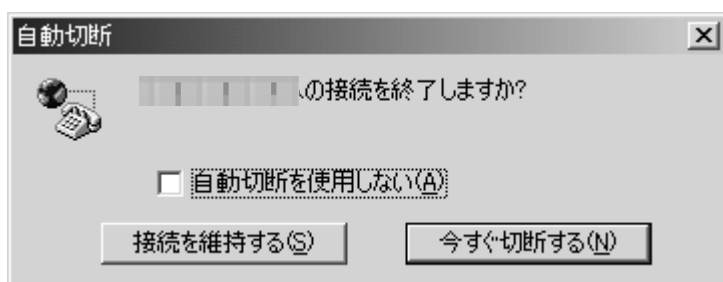 自動切断
の接続を終了しますか?
自動切断を使用しない(A)
接続を維持する(S)
今すぐ切断する(N)